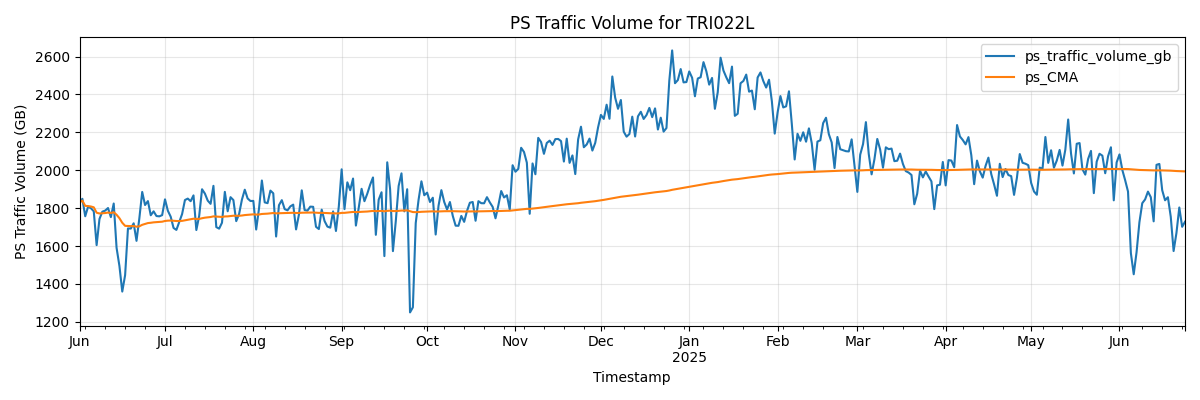 PS Traffic Volume for TRI022L
ps_traffic_volume_gb
ps_CMA
PS Traffic Volume (GB)
2600
2400
2200
2000
1800
1600
1400
1200
Jun Jul Aug Sep Oct Nov Dec Jan Feb Mar Apr May Jun
2025
Timestamp